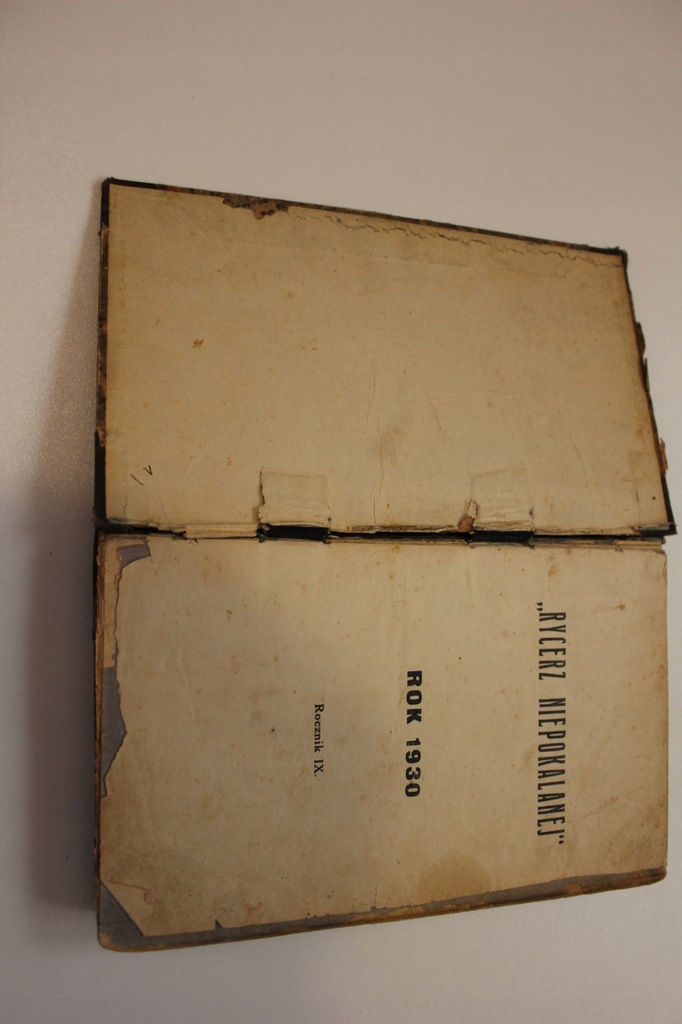 „RYCERZ NIEPOKALANEJ“
ROK 1930
Rocznik IX.